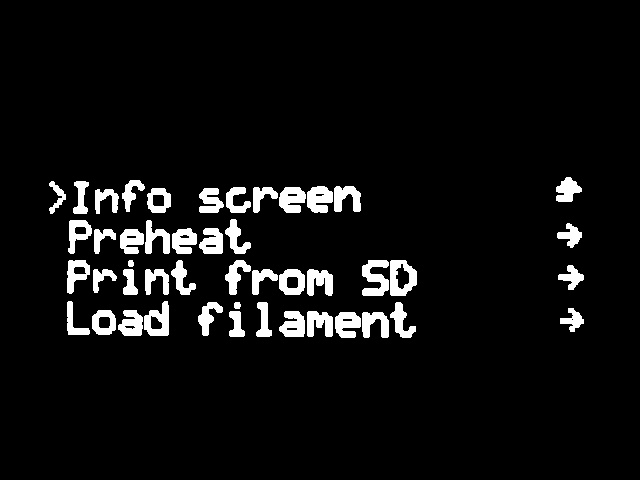 >Info screen ↑
Preheat →
Print from SD →
Load filament →